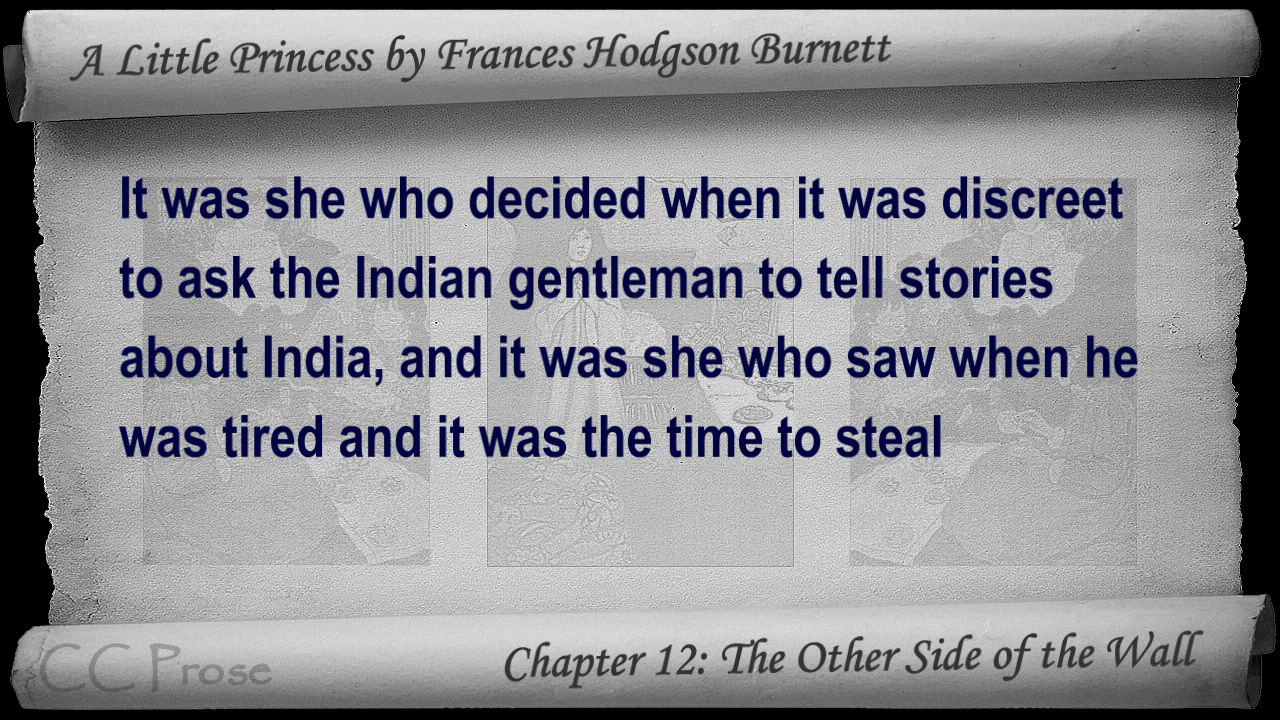 A Little Princess by Frances Hodgson Burnett
It was she who decided when it was discreet
to ask the Indian gentleman to tell stories
about India, and it was she who saw when he
was tired and it was the time to steal
CC Prose
Chapter 12: The Other Side of the Wall